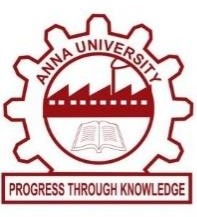 ANNA UNIVERSITY
PROGRESS THROUGH KNOWLEDGE